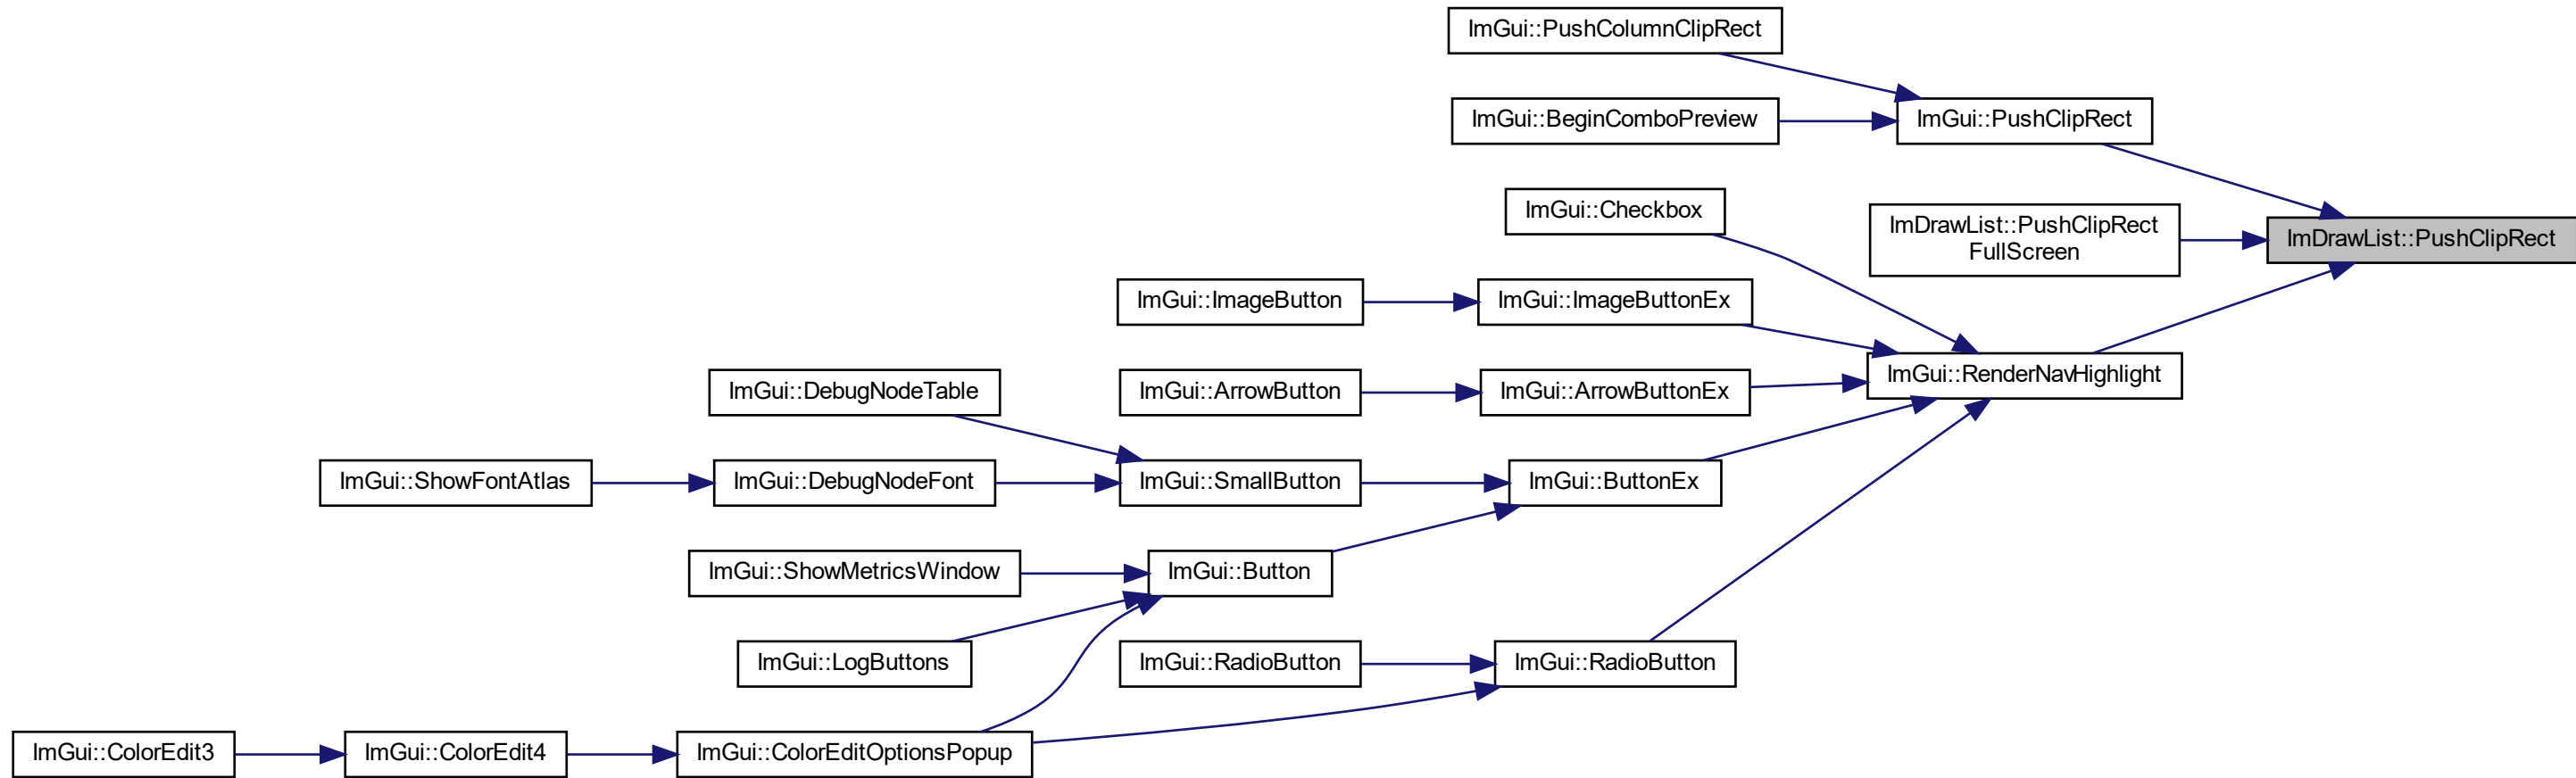 ImGui::PushColumnClipRect
ImGui::BeginComboPreview
ImGui::PushClipRect
ImGui::Checkbox
ImDrawList::PushClipRect
FullScreen
ImDrawList::PushClipRect
ImGui::ImageButton
ImGui::ImageButtonEx
ImGui::RenderNavHighlight
ImGui::DebugNodeTable
ImGui::ArrowButton
ImGui::ArrowButtonEx
ImGui::ShowFontAtlas
ImGui::DebugNodeFont
ImGui::SmallButton
ImGui::ButtonEx
ImGui::ShowMetricsWindow
ImGui::Button
ImGui::LogButtons
ImGui::RadioButton
ImGui::RadioButton
ImGui::ColorEdit3
ImGui::ColorEdit4
ImGui::ColorEditOptionsPopup